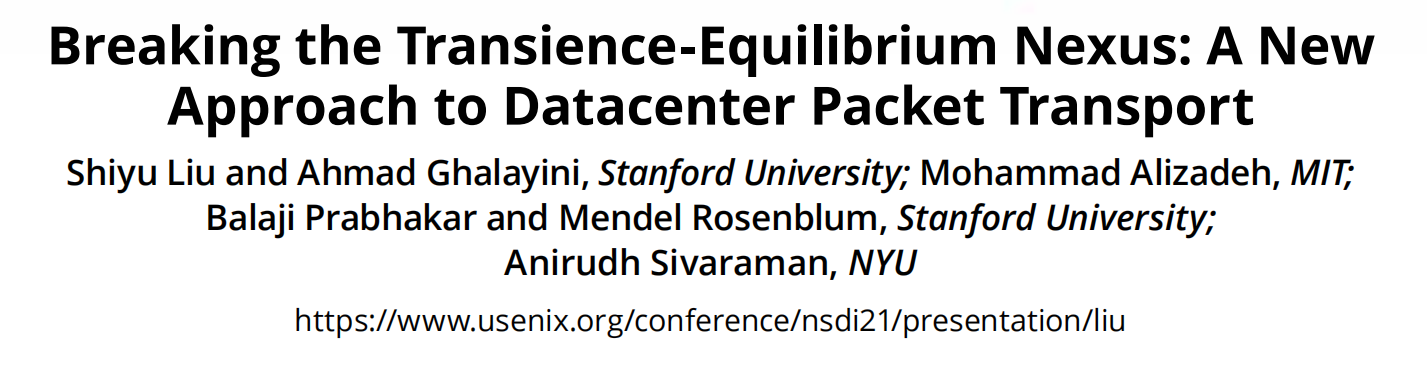 Breaking the Transience-Equilibrium Nexus: A New
Approach to Datacenter Packet Transport
Shiyu Liu and Ahmad Ghalayini, Stanford University; Mohammad Alizadeh, MIT;
Balaji Prabhakar and Mendel Rosenblum, Stanford University;
Anirudh Sivaraman, NYU
https://www.usenix.org/conference/nsdi21/presentation/liu